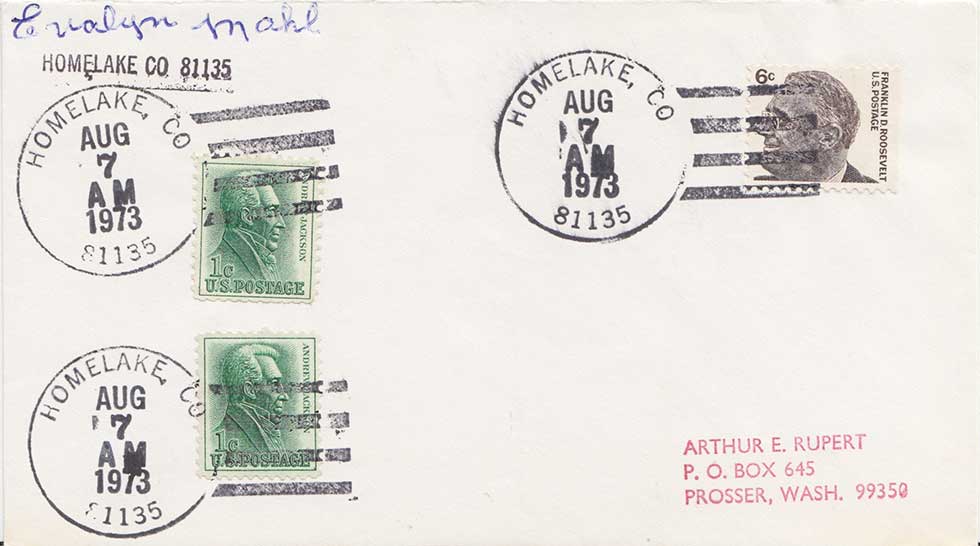 Evalyn Mahl
HOMELAKE CO 81135
HOMELAKE, CO
AUG
7
AM
1973
81135
ANDREW JACKSON
1c
U.S. POSTAGE
HOMELAKE, CO
AUG
7
AM
1973
81135
ANDREW JACKSON
1c
U.S. POSTAGE
HOMELAKE, CO
AUG
7
AM
1973
81135
6c
FRANKLIN D. ROOSEVELT
U.S. POSTAGE
ARTHUR E. RUPERT
P. O. BOX 645
PROSSER, WASH. 99350